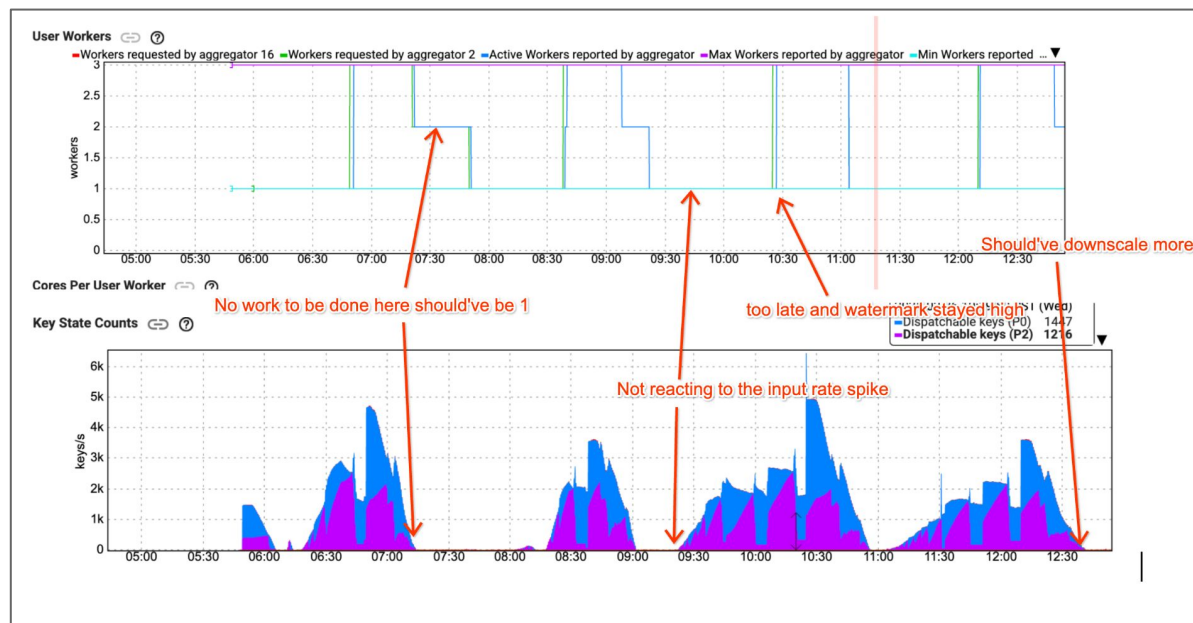 User Workers
Workers requested by aggregator 16 Workers requested by aggregator 2 Active Workers reported by aggregator Max Workers reported by aggregator Min Workers reported ...
3
2.5
2
1.5
1
0.5
0
workers
05:00 05:30 06:00 06:30 07:00 07:30 08:00 08:30 09:00 09:30 10:00 10:30 11:00 11:30 12:00 12:30
Should've downscale more
Cores Per User Worker
No work to be done here should've be 1
too late and watermark stayed high
(Wed)
Key State Counts
Dispatchable keys (P0) 1447
Dispatchable keys (P2) 1216
6k
5k
4k
3k
2k
1k
0
keys/s
Not reacting to the input rate spike
05:00 05:30 06:00 06:30 07:00 07:30 08:00 08:30 09:00 09:30 10:00 10:30 11:00 11:30 12:00 12:30